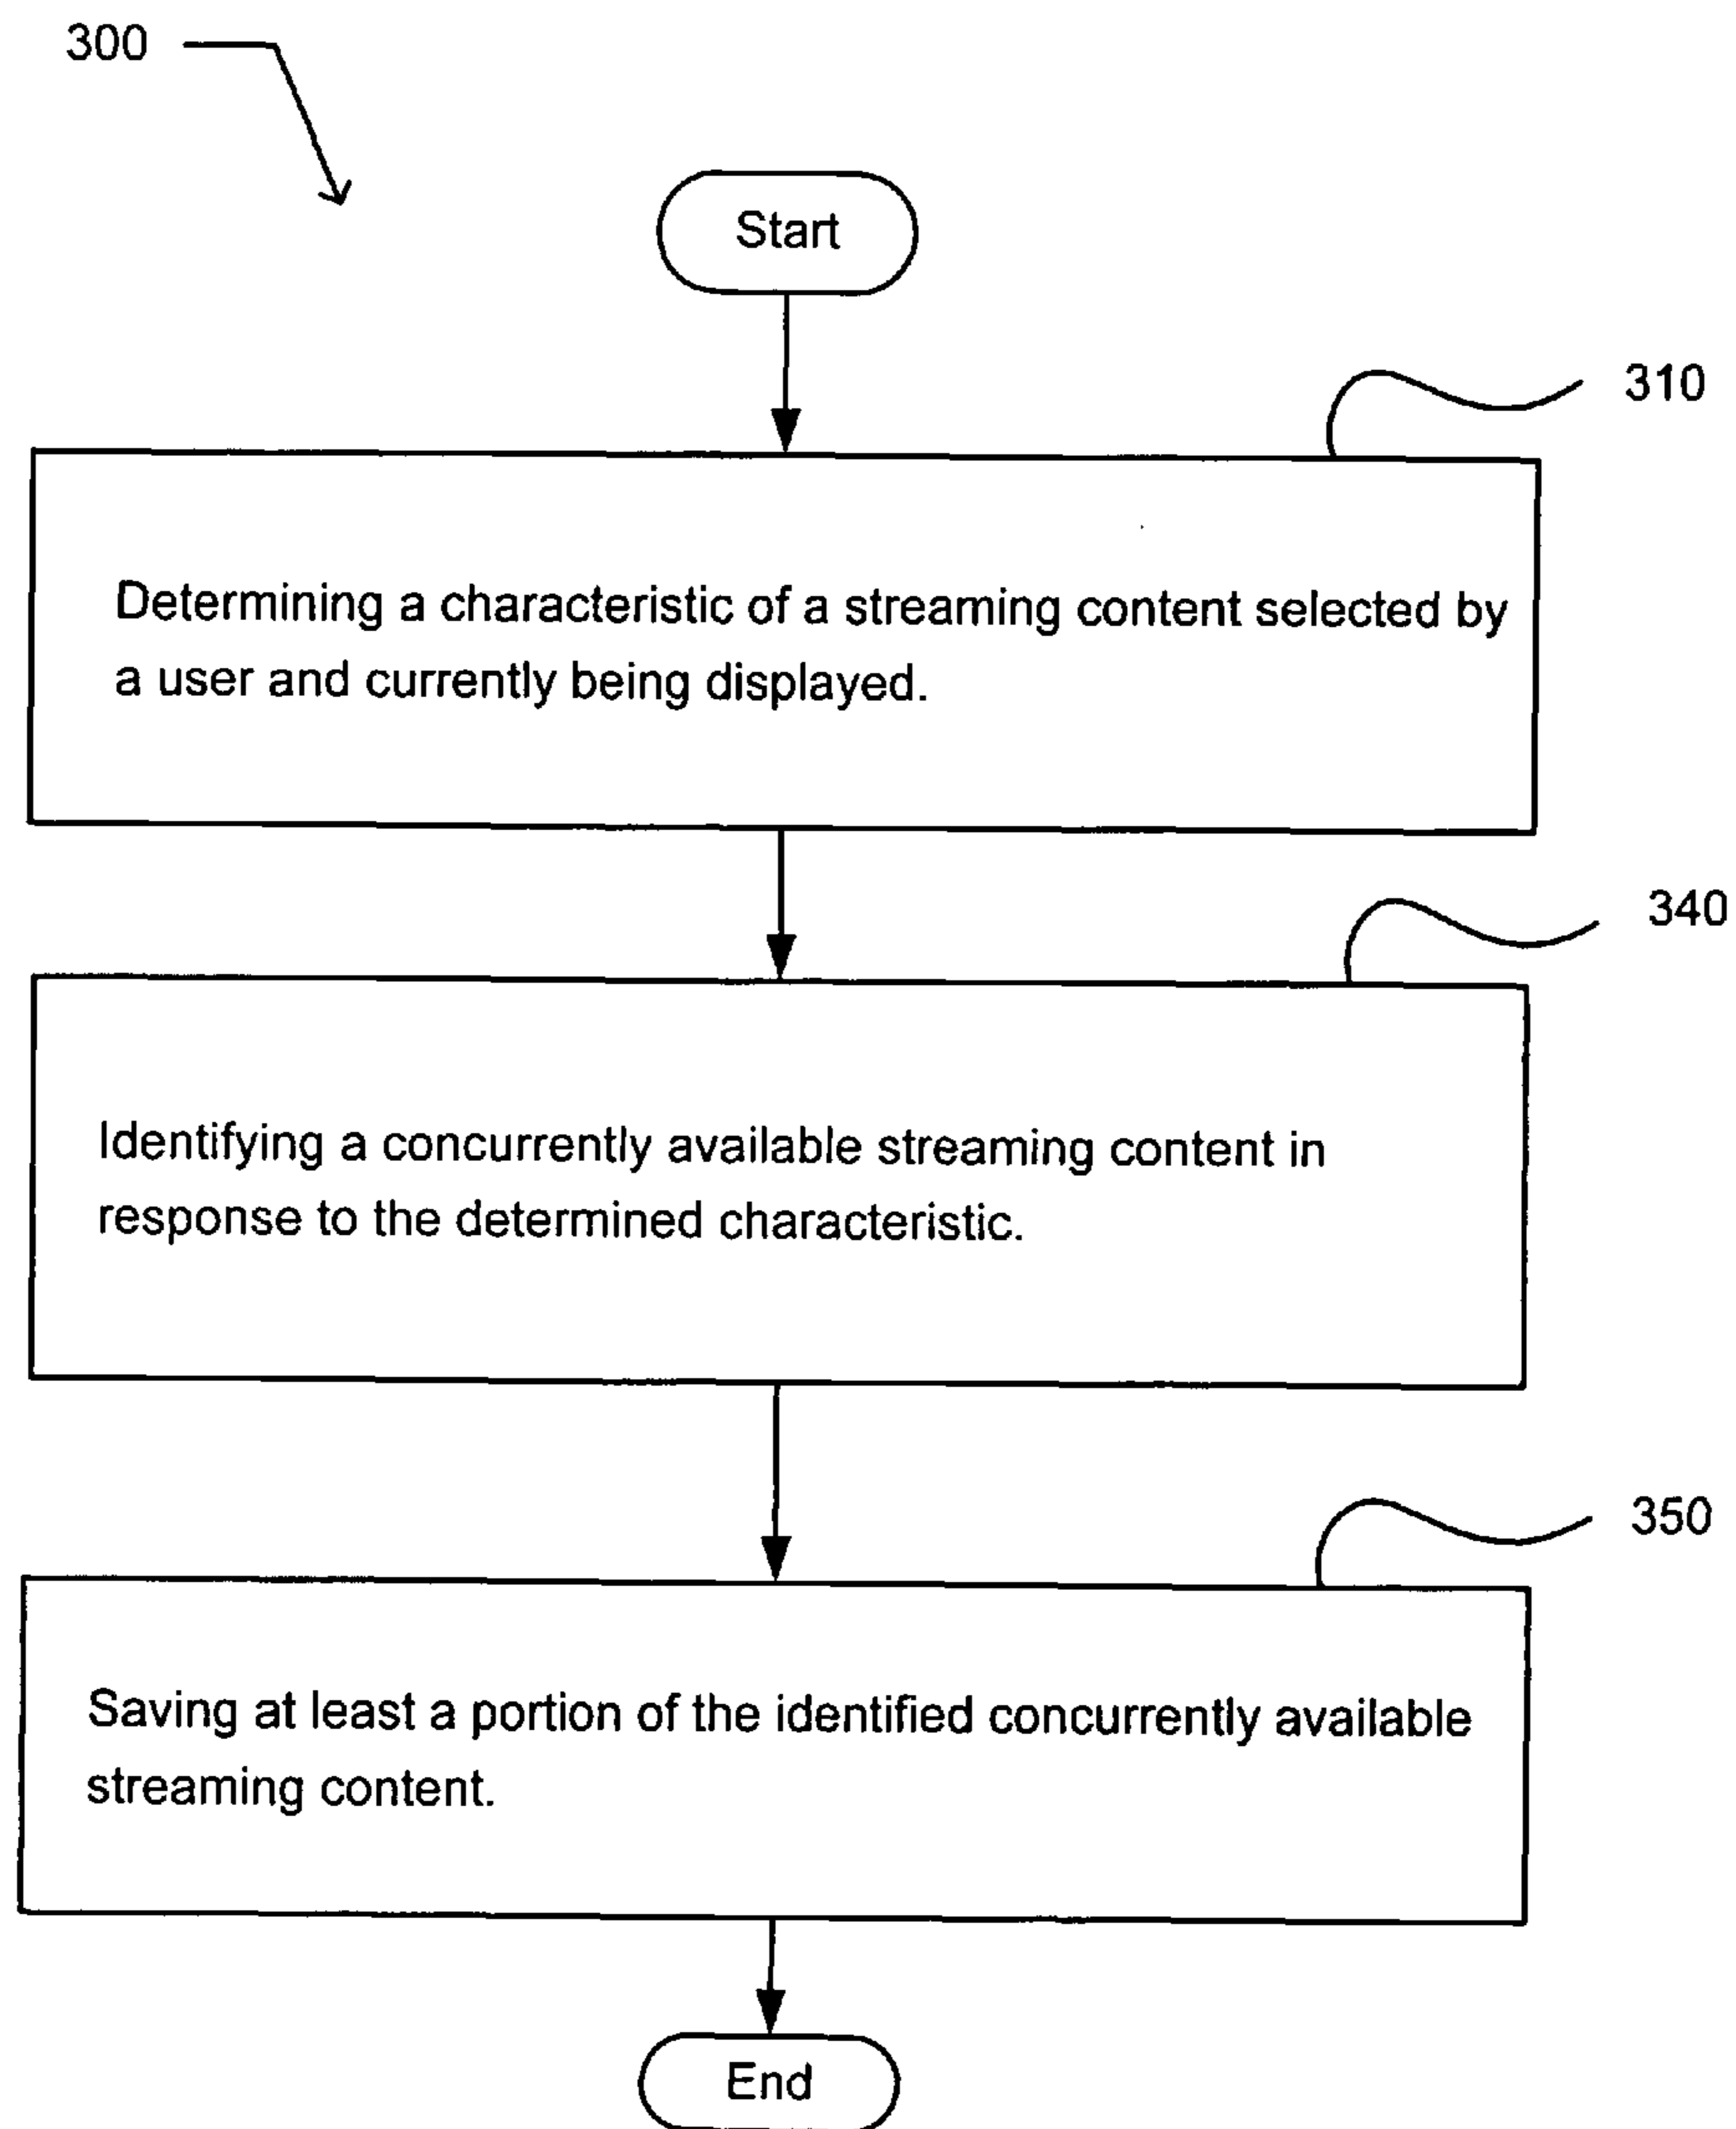 300
Start
310
Determining a characteristic of a streaming content selected by
a user and currently being displayed.
340
Identifying a concurrently available streaming content in
response to the determined characteristic.
350
Saving at least a portion of the identified concurrently available
streaming content.
End